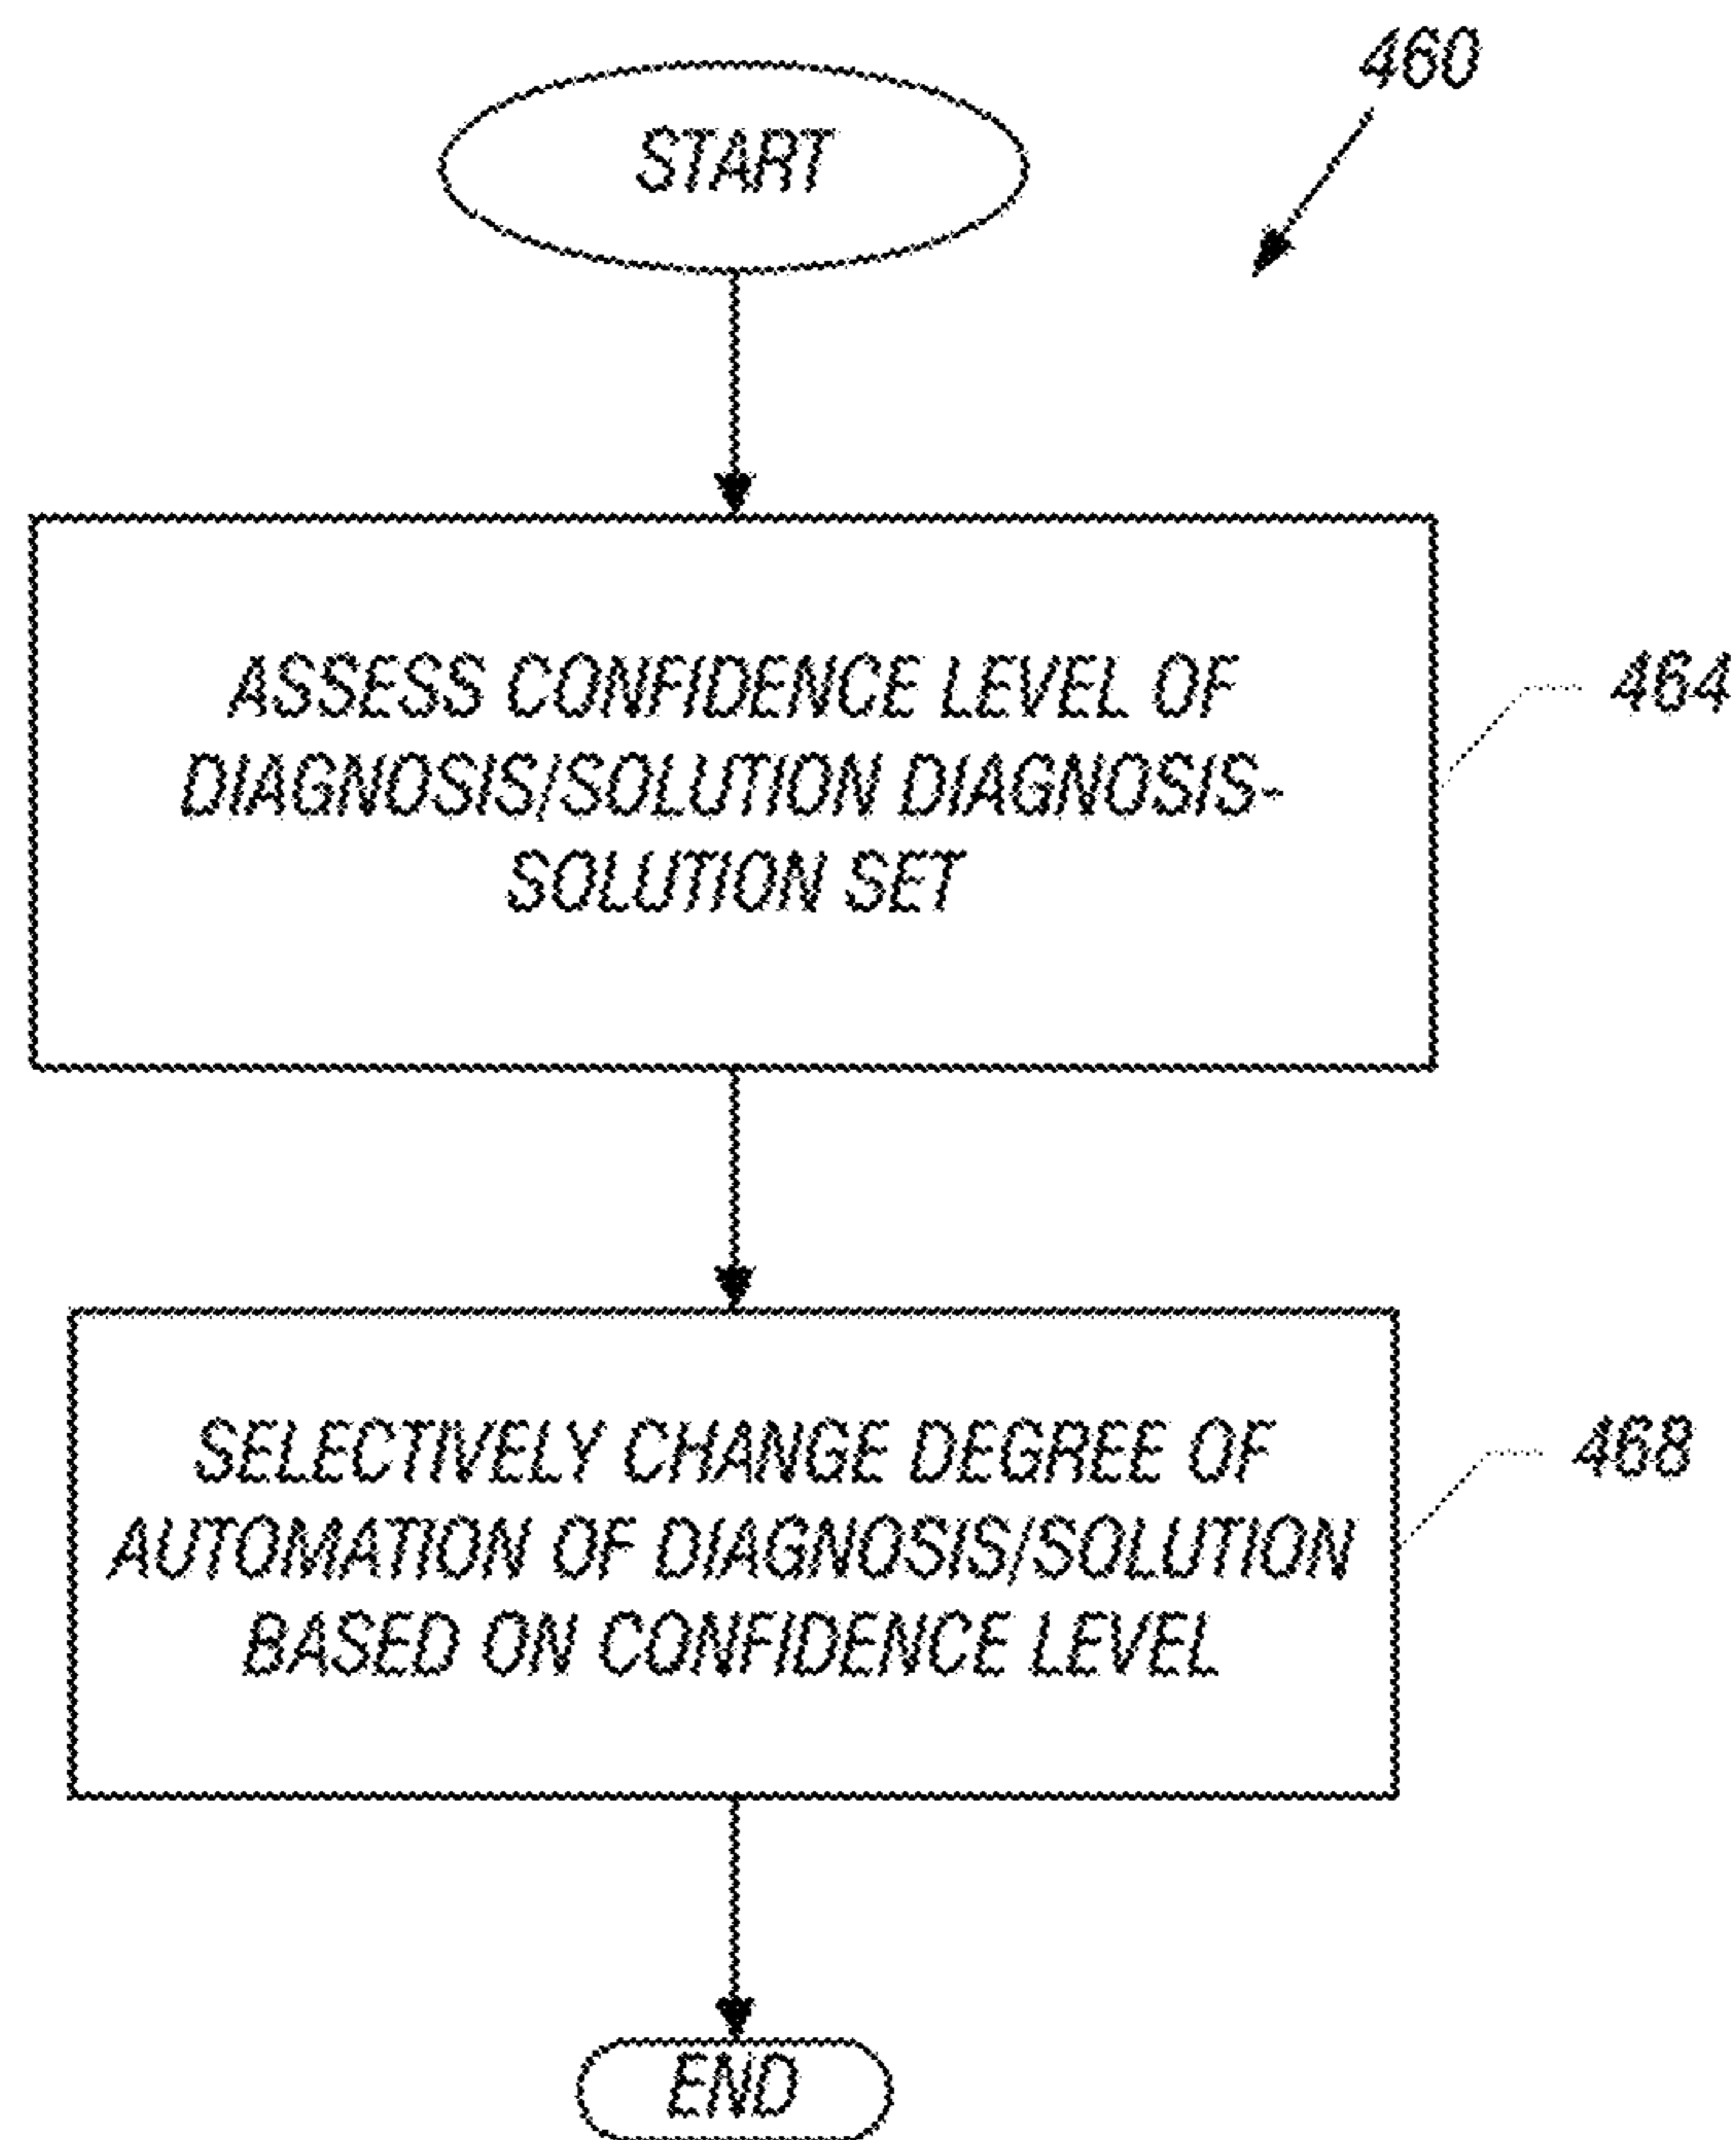 460
START
ASSESS CONFIDENCE LEVEL OF
DIAGNOSIS/SOLUTION DIAGNOSIS-
SOLUTION SET
464
SELECTIVELY CHANGE DEGREE OF
AUTOMATION OF DIAGNOSIS/SOLUTION
BASED ON CONFIDENCE LEVEL
468
END